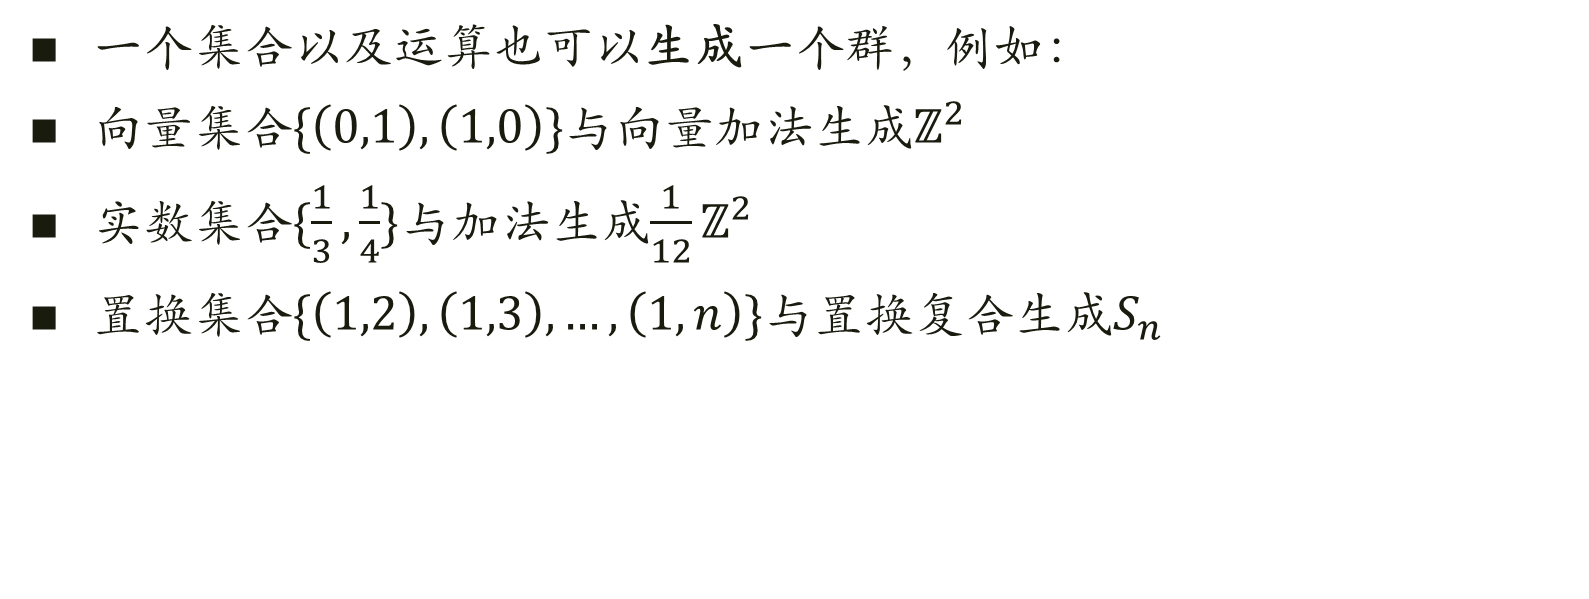 ■ 一个集合以及运算也可以生成一个群，例如：
■ 向量集合{(0,1), (1,0)}与向量加法生成ℤ²
■ 实数集合{1/3, 1/4}与加法生成1/12 ℤ²
■ 置换集合{(1,2), (1,3), … , (1, n)}与置换复合生成Sₙ